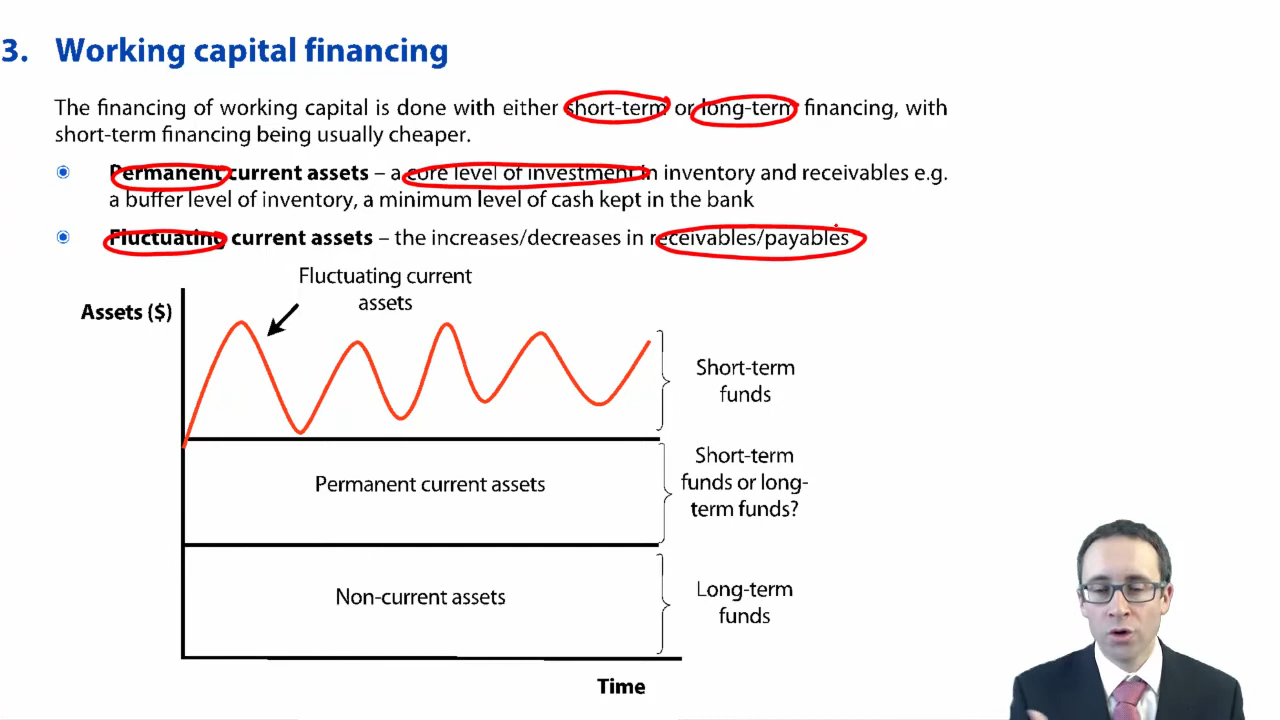 3. Working capital financing
The financing of working capital is done with either short-term or long-term financing, with
short-term financing being usually cheaper.
Permanent current assets – a core level of investment in inventory and receivables e.g.
a buffer level of inventory, a minimum level of cash kept in the bank
Fluctuating current assets – the increases/decreases in receivables/payables
Fluctuating current
assets
Assets ($)
Short-term
funds
Permanent current assets
Short-term
funds or long-
term funds?
Non-current assets
Long-term
funds
Time